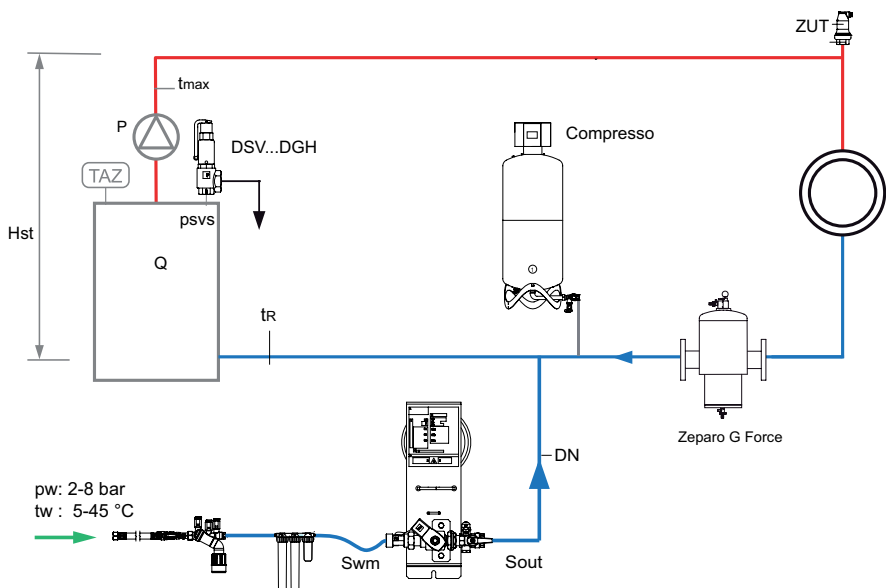 ZUT
tmax
P
DSV...DGH
Compresso
TAZ
psvs
Hst
Q
tR
Zeparo G Force
DN
pw: 2-8 bar
tw : 5-45 °C
Swm
Sout